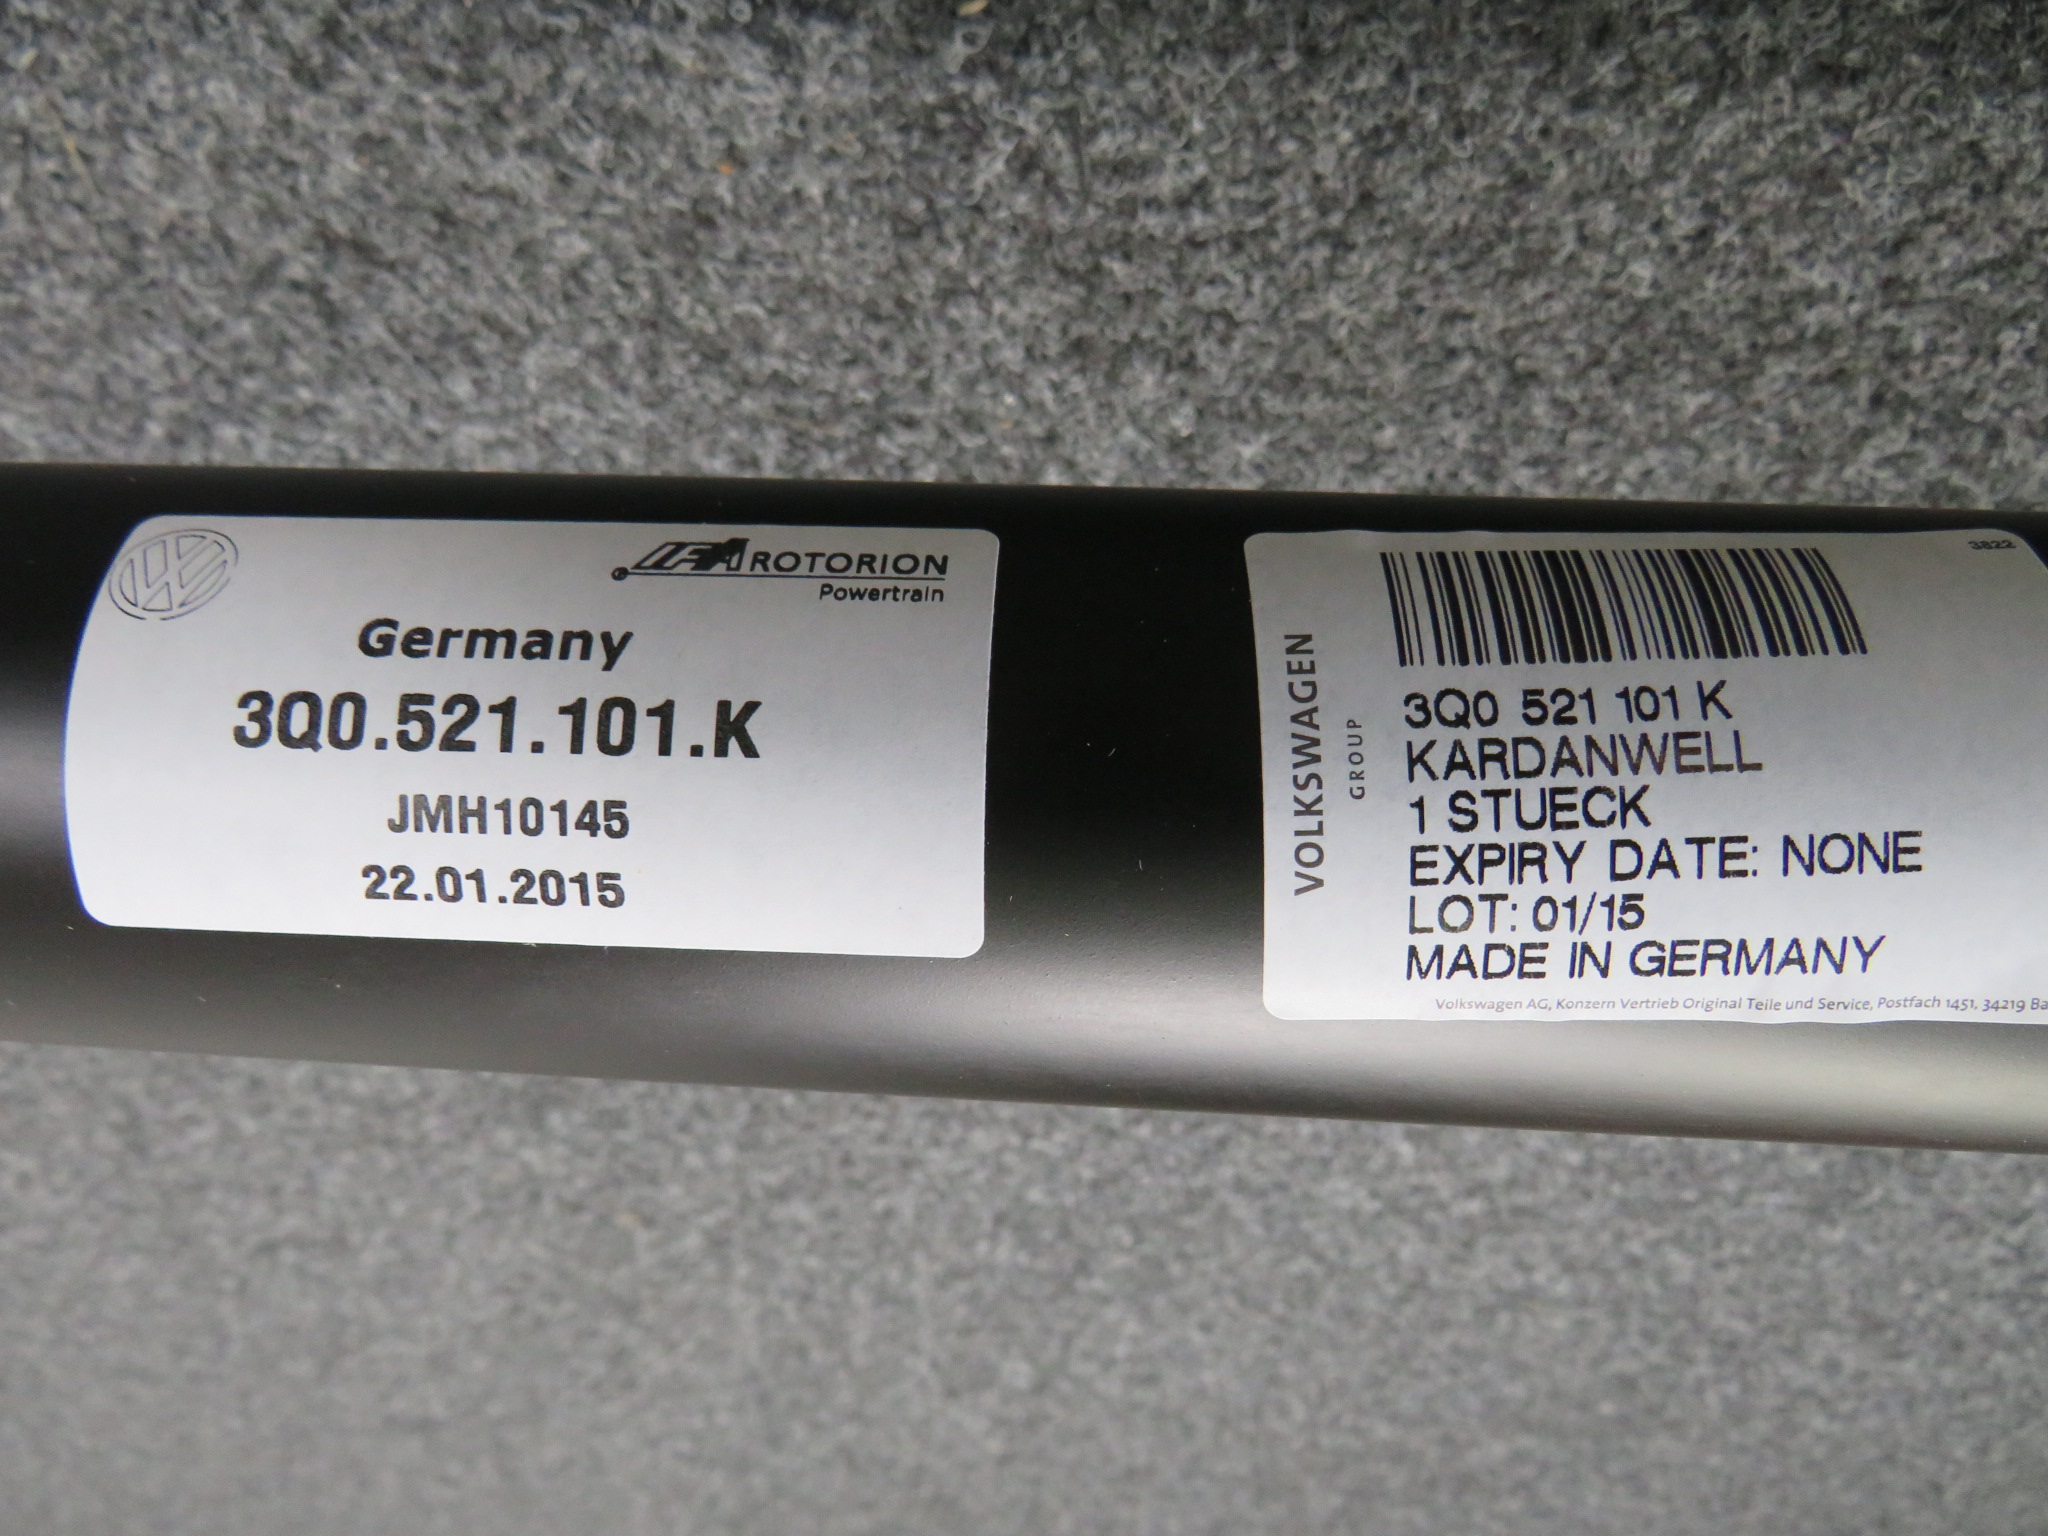 IFA ROTORION
Powertrain
Germany
3Q0.521.101.K
JMH10145
22.01.2015
3822
VOLKSWAGEN
GROUP
3Q0 521 101 K
KARDANWELL
1 STUECK
EXPIRY DATE: NONE
LOT: 01/15
MADE IN GERMANY
Volkswagen AG, Konzern Vertrieb Original Teile und Service, Postfach 1451, 34219 Ba